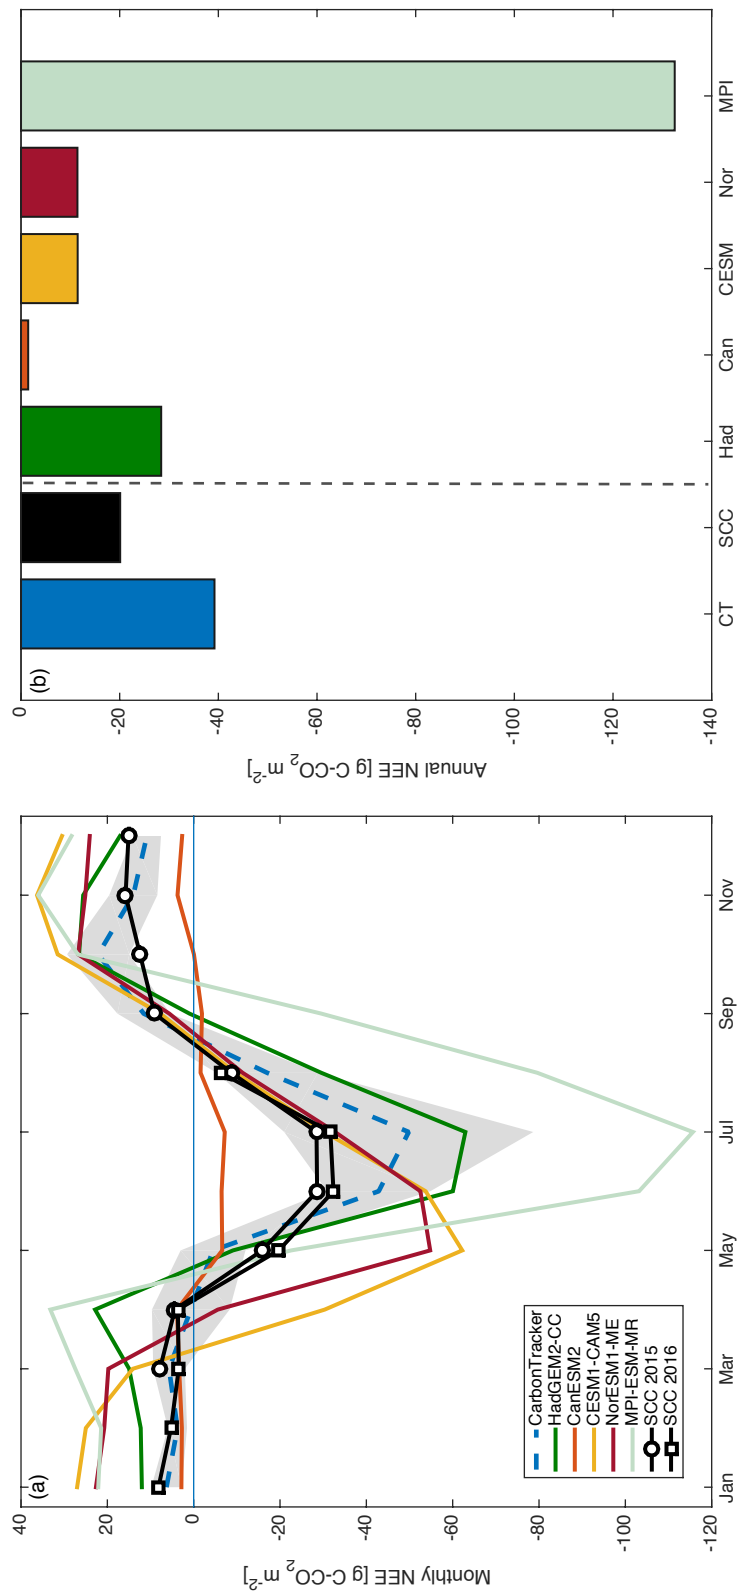 (a)
40
20
0
-20
-40
-60
-80
-100
-120
Monthly NEE [g C-CO2 m-2]
Jan
Mar
May
Jul
Sep
Nov
CarbonTracker
HadGEM2-CC
CanESM2
CESM1-CAM5
NorESM1-ME
MPI-ESM-MR
SCC 2015
SCC 2016
(b)
0
-20
-40
-60
-80
-100
-120
-140
Annual NEE [g C-CO2 m-2]
CT
SCC
Had
Can
CESM
Nor
MPI